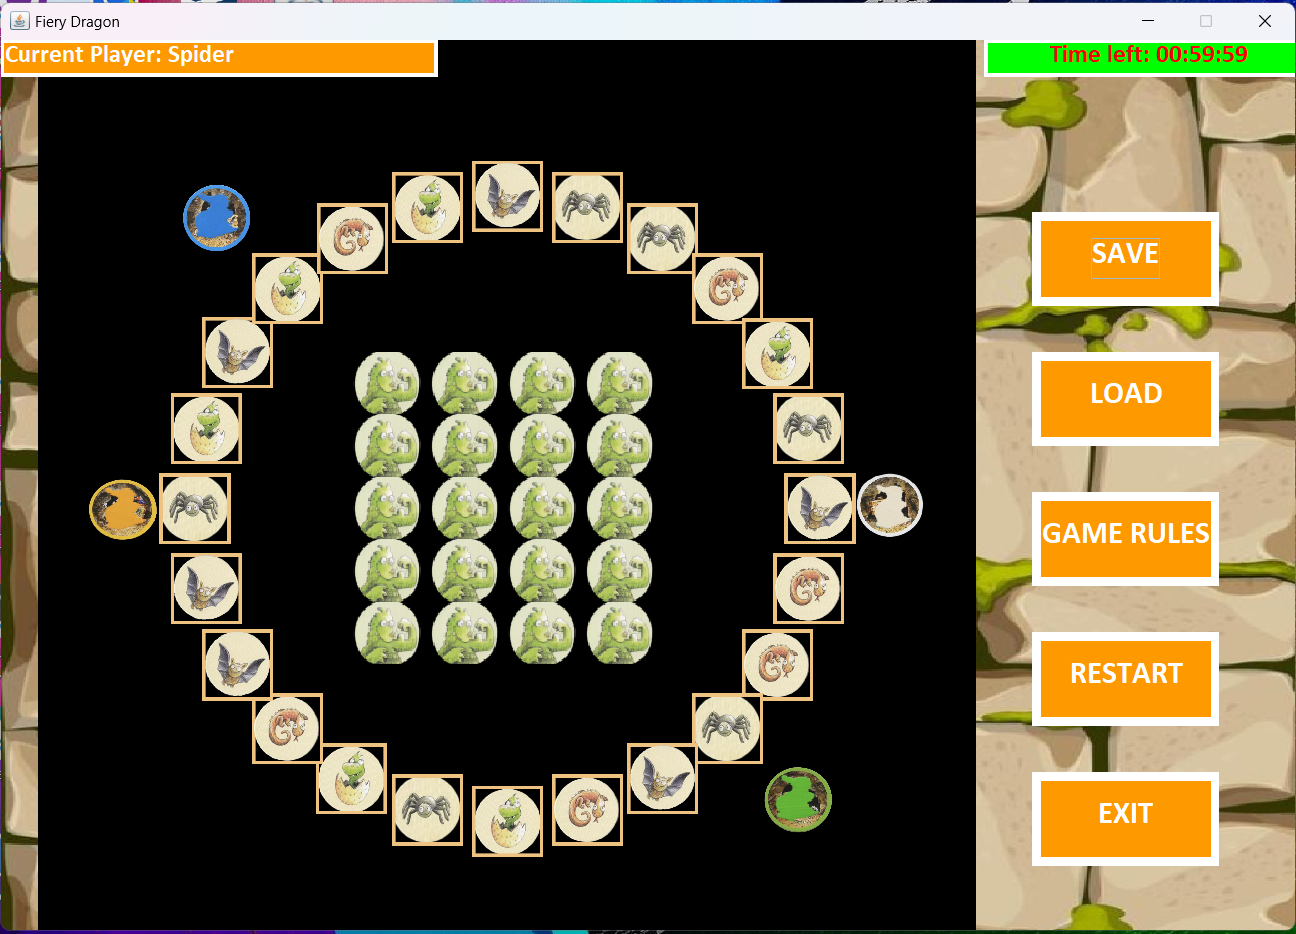 Fiery Dragon
Current Player: Spider
Time left: 00:59:59
SAVE
LOAD
GAME RULES
RESTART
EXIT